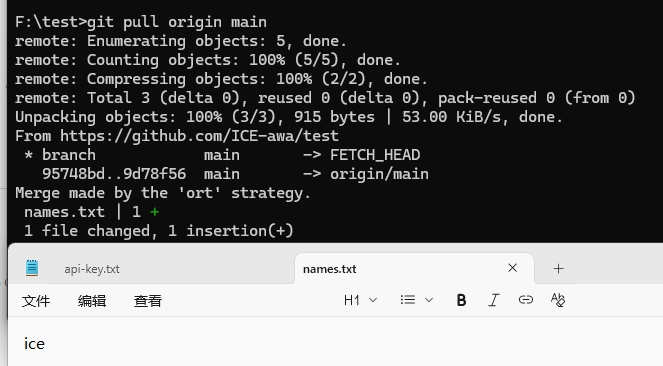 F:\test>git pull origin main
remote: Enumerating objects: 5, done.
remote: Counting objects: 100% (5/5), done.
remote: Compressing objects: 100% (2/2), done.
remote: Total 3 (delta 0), reused 0 (delta 0), pack-reused 0 (from 0)
Unpacking objects: 100% (3/3), 915 bytes | 53.00 KiB/s, done.
From https://github.com/ICE-awa/test
 * branch            main       -> FETCH_HEAD
   95748bd..9d78f56  main       -> origin/main
Merge made by the 'ort' strategy.
 names.txt | 1 +
 1 file changed, 1 insertion(+)
api-key.txt names.txt
文件 编辑 查看 H1 B I
ice